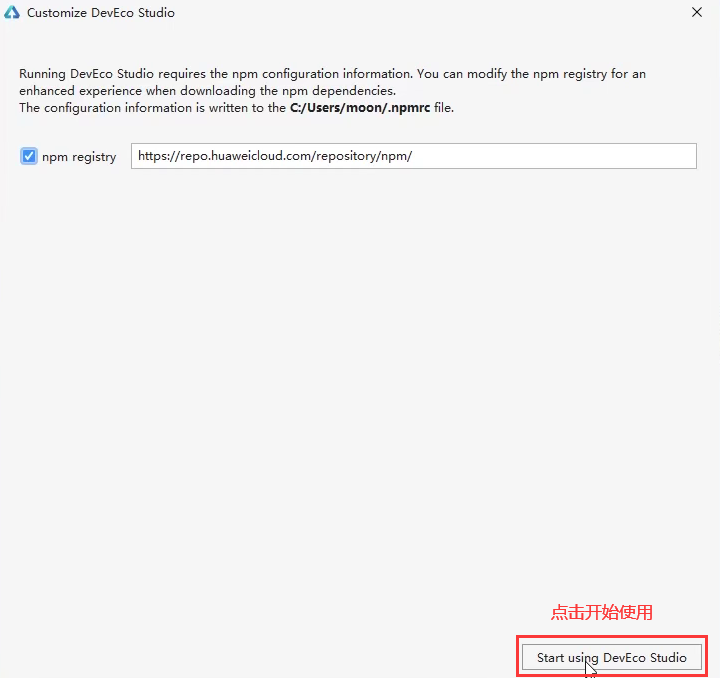 Customize DevEco Studio
Running DevEco Studio requires the npm configuration information. You can modify the npm registry for an
enhanced experience when downloading the npm dependencies.
The configuration information is written to the C:/Users/moon/.npmrc file.
npm registry
https://repo.huaweicloud.com/repository/npm/
点击开始使用
Start using DevEco Studio